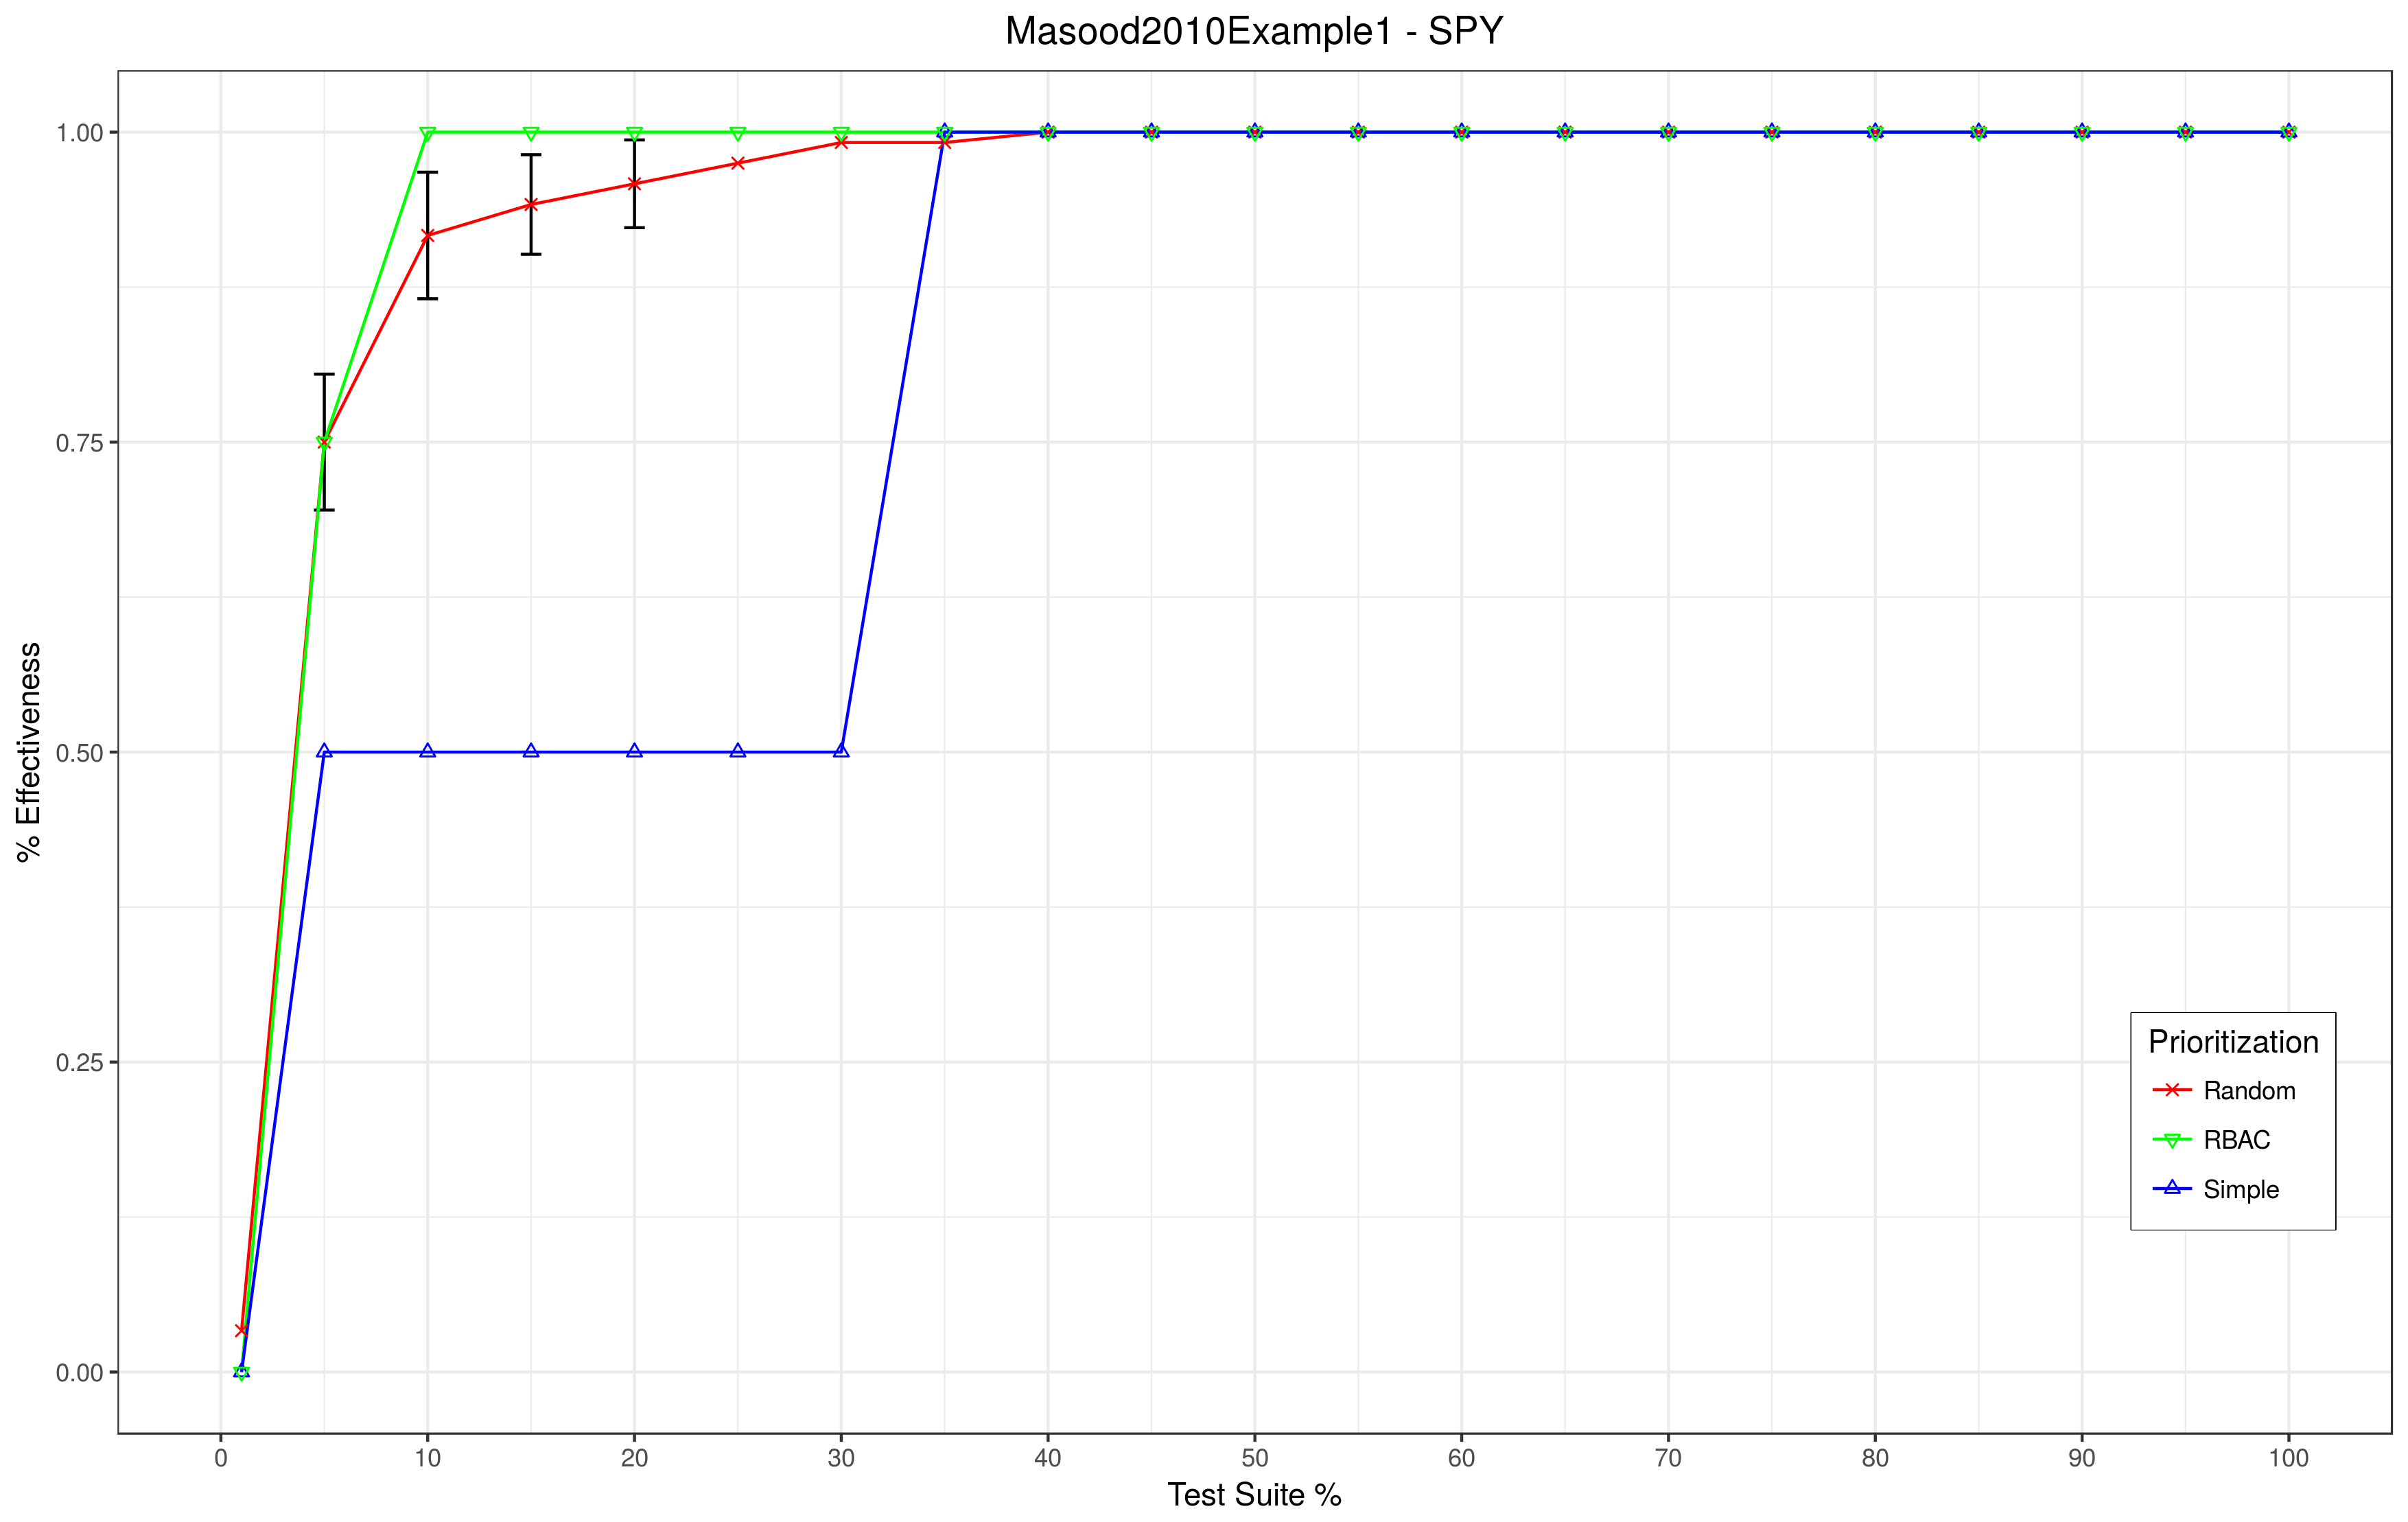 Masood2010Example1 - SPY
% Effectiveness
1.00
0.75
0.50
0.25
0.00
Prioritization
Random
RBAC
Simple
0 10 20 30 40 50 60 70 80 90 100
Test Suite %